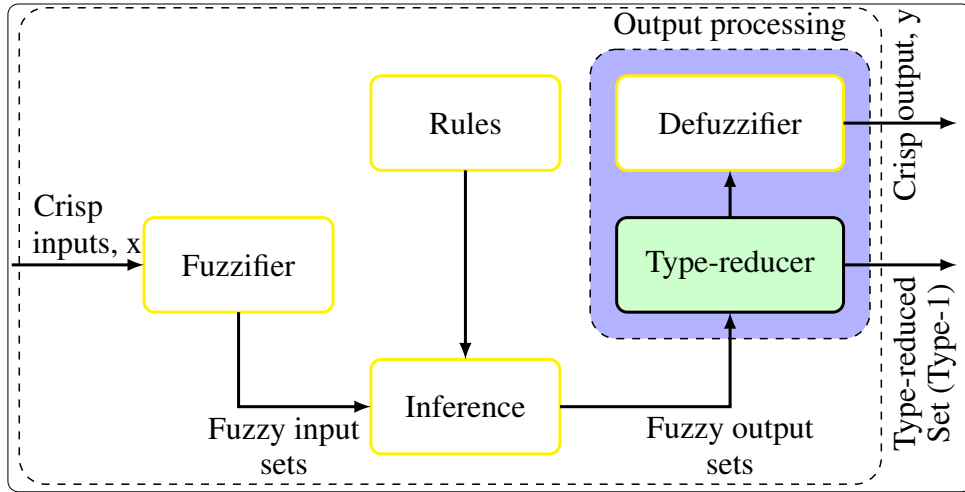 Output processing
Rules
Defuzzifier
Crisp output, y
Crisp
inputs, x
Fuzzifier
Type-reducer
Type-reduced
Set (Type-1)
Inference
Fuzzy input
sets
Fuzzy output
sets